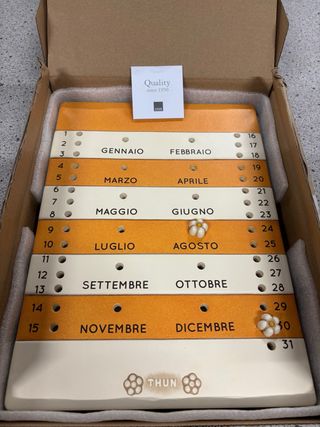 Quality
since 1950
1 16
2 17
GENNAIO FEBBRAIO
3 18
4 19
5 20
MARZO APRILE
6 21
7 22
MAGGIO GIUGNO
8 23
9 24
10 25
LUGLIO AGOSTO
11 26
12 27
SETTEMBRE OTTOBRE
13 28
14 29
15 30
NOVEMBRE DICEMBRE
31
THUN